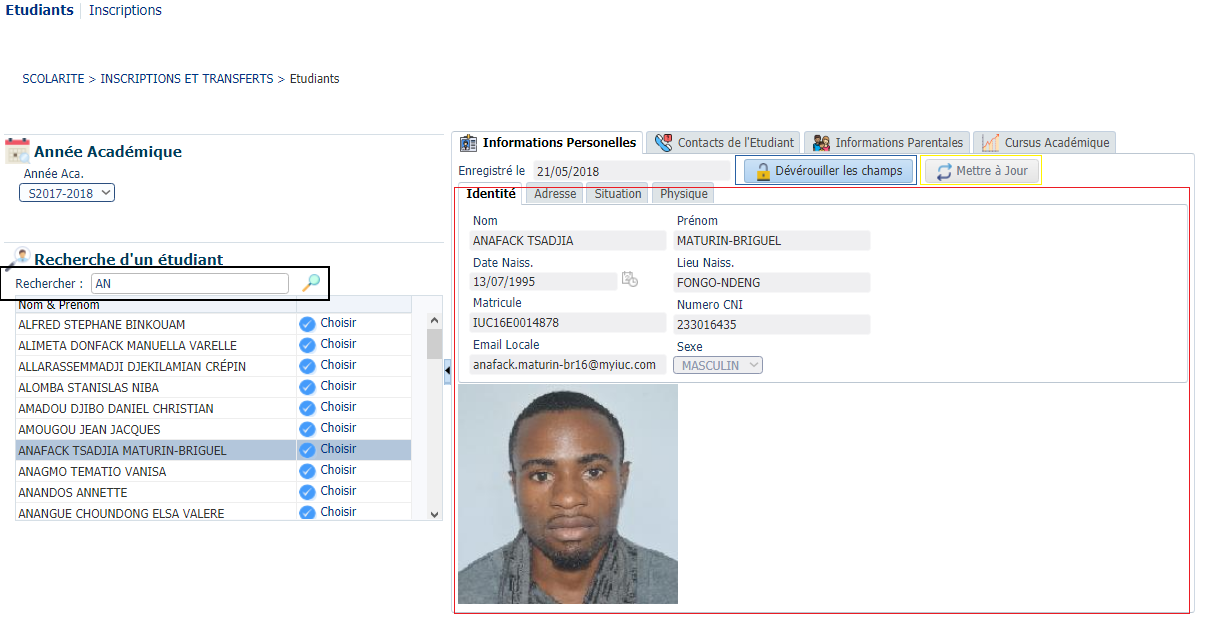 Etudiants Inscriptions
SCOLARITE > INSCRIPTIONS ET TRANSFERTS > Etudiants
Année Académique
Année Aca.
S2017-2018
Recherche d'un étudiant
Rechercher : AN
Nom & Prénom
ALFRED STEPHANE BINKOUAM Choisir
ALIMETA DONFACK MANUELLA VARELLE Choisir
ALLARASSEMMADJI DJEKILAMIAN CRÉPIN Choisir
ALOMBA STANISLAS NIBA Choisir
AMADOU DJIBO DANIEL CHRISTIAN Choisir
AMOUGOU JEAN JACQUES Choisir
ANAFACK TSADJIA MATURIN-BRIGUEL Choisir
ANAGMO TEMATIO VANISA Choisir
ANANDOS ANNETTE Choisir
ANANGUE CHOUNDONG ELSA VALERE Choisir
Informations Personelles Contacts de l'Etudiant Informations Parentales Cursus Académique
Enregistré le 21/05/2018 Dévérouiller les champs Mettre à Jour
Identité Adresse Situation Physique
Nom Prénom
ANAFACK TSADJIA MATURIN-BRIGUEL
Date Naiss. Lieu Naiss.
13/07/1995 FONGO-NDENG
Matricule Numero CNI
IUC16E0014878 233016435
Email Locale Sexe
anafack.maturin-br16@myiuc.com MASCULIN